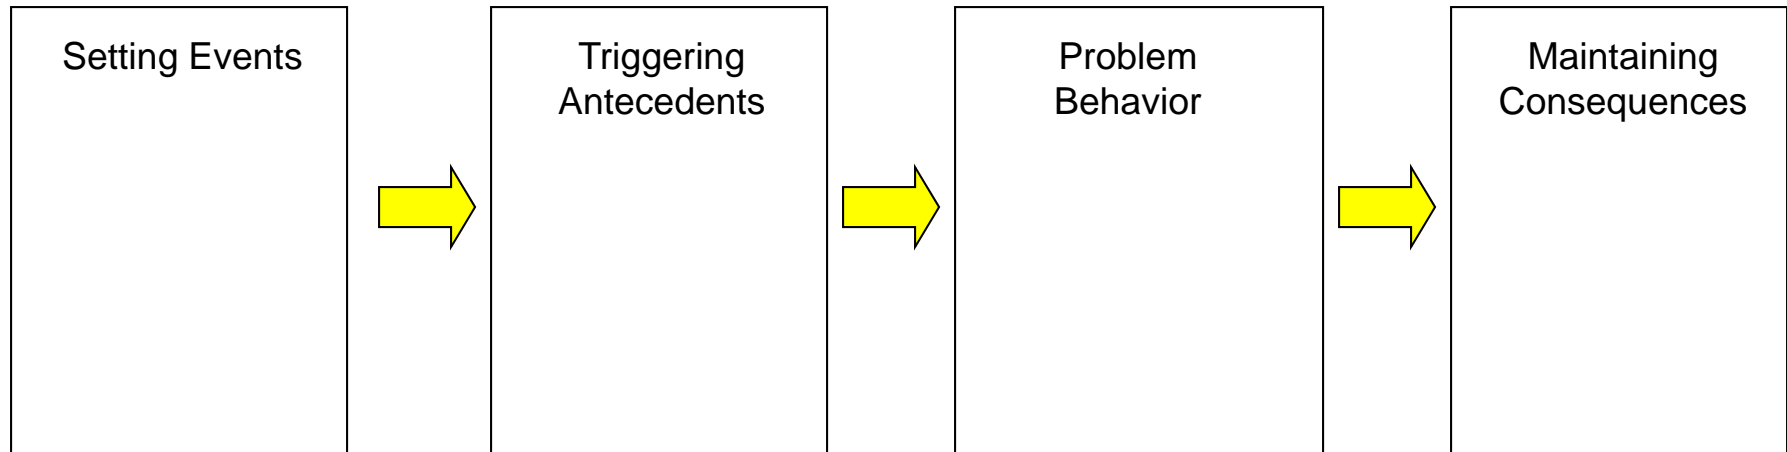 Setting Events
Triggering
Antecedents
Problem
Behavior
Maintaining
Consequences